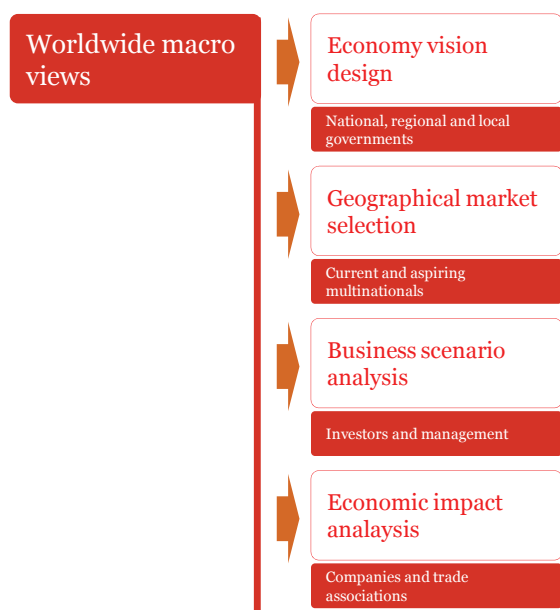 Worldwide macro
views
Economy vision
design
National, regional and local
governments
Geographical market
selection
Current and aspiring
multinationals
Business scenario
analysis
Investors and management
Economic impact
analaysis
Companies and trade
associations